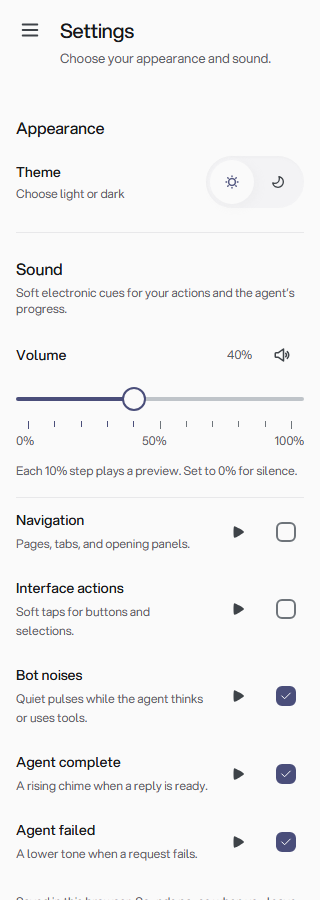 Settings
Choose your appearance and sound.
Appearance
Theme
Choose light or dark
Sound
Soft electronic cues for your actions and the agent's
progress.
Volume
40%
0%
50%
100%
Each 10% step plays a preview. Set to 0% for silence.
Navigation
Pages, tabs, and opening panels.
Interface actions
Soft taps for buttons and
selections.
Bot noises
Quiet pulses while the agent thinks
or uses tools.
Agent complete
A rising chime when a reply is ready.
Agent failed
A lower tone when a request fails.